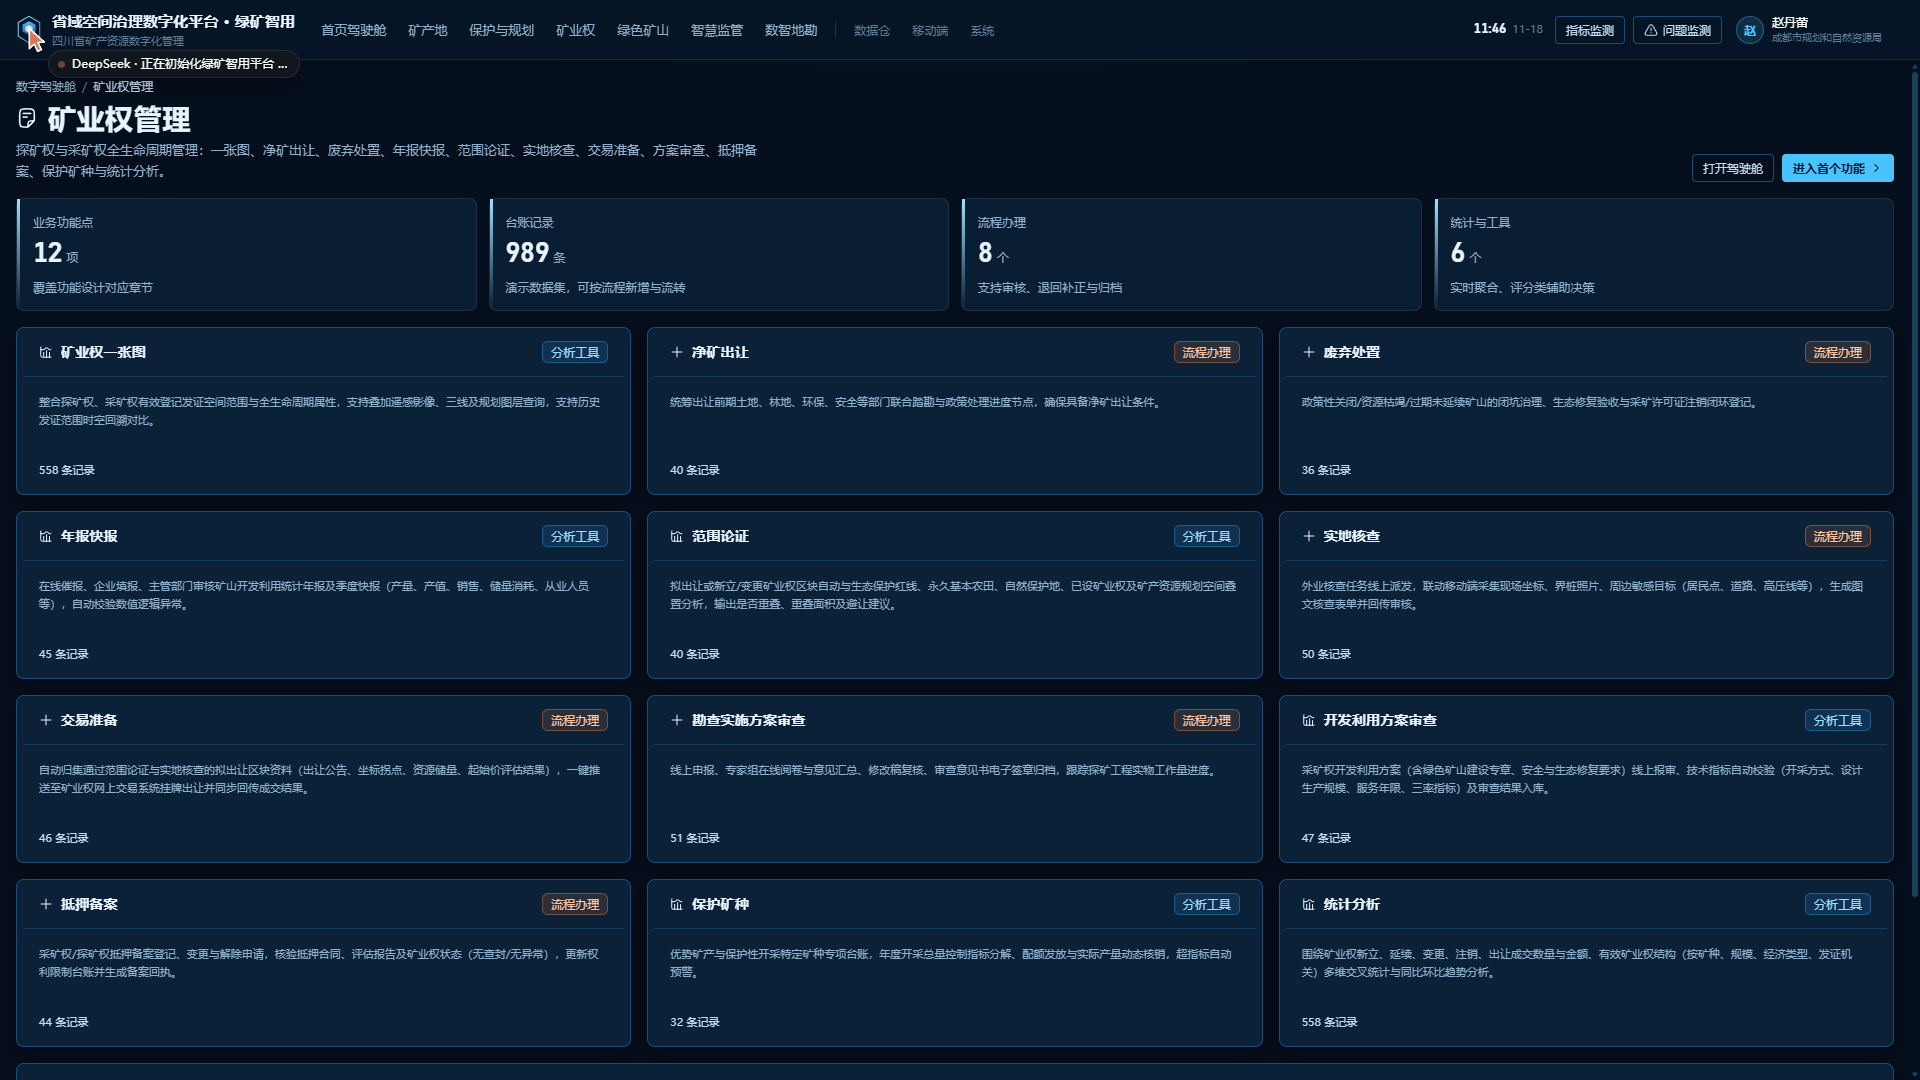 省域空间治理数字化平台 • 绿矿智用
四川省矿产资源数字化管理
首页驾驶舱 矿产地 保护与规划 矿业权 绿色矿山 智慧监管 数智地勘 数据仓 移动端 系统
11:46 11-18 指标监测 问题监测 赵 赵丹苗
成都市规划和自然资源局
DeepSeek · 正在初始化绿矿智用平台 ...
数字驾驶舱 / 矿业权管理
矿业权管理
探矿权与采矿权全生命周期管理：一张图、净矿出让、废弃处置、年报快报、范围论证、实地核查、交易准备、方案审查、抵押备
案、保护矿种与统计分析。
打开驾驶舱 进入首个功能
业务功能点
12 项
覆盖功能设计对应章节
台账记录
989 条
演示数据集，可按流程新增与流转
流程办理
8 个
支持审核、退回补正与归档
统计与工具
6 个
实时聚合、评分类辅助决策
矿业权一张图 分析工具
整合探矿权、采矿权有效登记发证空间范围与全生命周期属性，支持叠加遥感影像、三线及规划图层查询，支持历史
发证范围时空回溯对比。
558 条记录
净矿出让 流程办理
统筹出让前期土地、林地、环保、安全等部门联合踏勘与政策处理进度节点，确保具备净矿出让条件。
40 条记录
废弃处置 流程办理
政策性关闭/资源枯竭/过期未延续矿山的闭坑治理、生态修复验收与采矿许可证注销闭环登记。
36 条记录
年报快报 分析工具
在线催报、企业填报、主管部门审核矿山开发利用统计年报及季度快报（产量、产值、销售、储量消耗、从业人员
等），自动校验数值逻辑异常。
45 条记录
范围论证 分析工具
拟出让或新立/变更矿业权区块自动与生态保护红线、永久基本农田、自然保护地、已设矿业权及矿产资源规划空间叠
置分析，输出是否重叠、重叠面积及避让建议。
40 条记录
实地核查 流程办理
外业核查任务线上派发，联动移动端采集现场坐标、界桩照片、周边敏感目标（居民点、道路、高压线等），生成图
文核查表单并回传审核。
50 条记录
交易准备 流程办理
自动归集通过范围论证与实地核查的拟出让区块资料（出让公告、坐标拐点、资源储量、起始价评估结果），一键推
送至矿业权网上交易系统挂牌出让并同步回传成交结果。
46 条记录
勘查实施方案审查 流程办理
线上申报、专家组在线阅卷与意见汇总、修改稿复核、审查意见书电子签章归档，跟踪探矿工程实物工作量进度。
51 条记录
开发利用方案审查 分析工具
采矿权开发利用方案（含绿色矿山建设专章、安全与生态修复要求）线上报审、技术指标自动校验（开采方式、设计
生产规模、服务年限、三率指标）及审查结果入库。
47 条记录
抵押备案 流程办理
采矿权/探矿权抵押备案登记、变更与解除申请，核验抵押合同、评估报告及矿业权状态（无查封/无异常），更新权
利限制台账并生成备案回执。
44 条记录
保护矿种 分析工具
优势矿产与保护性开采特定矿种专项台账，年度开采总量控制指标分解、配额发放与实际产量动态核销，超指标自动
预警。
32 条记录
统计分析 分析工具
围绕矿业权新立、延续、变更、注销、出让成交数量与金额、有效矿业权结构（按矿种、规模、经济类型、发证机
关）多维交叉统计与同比环比趋势分析。
558 条记录